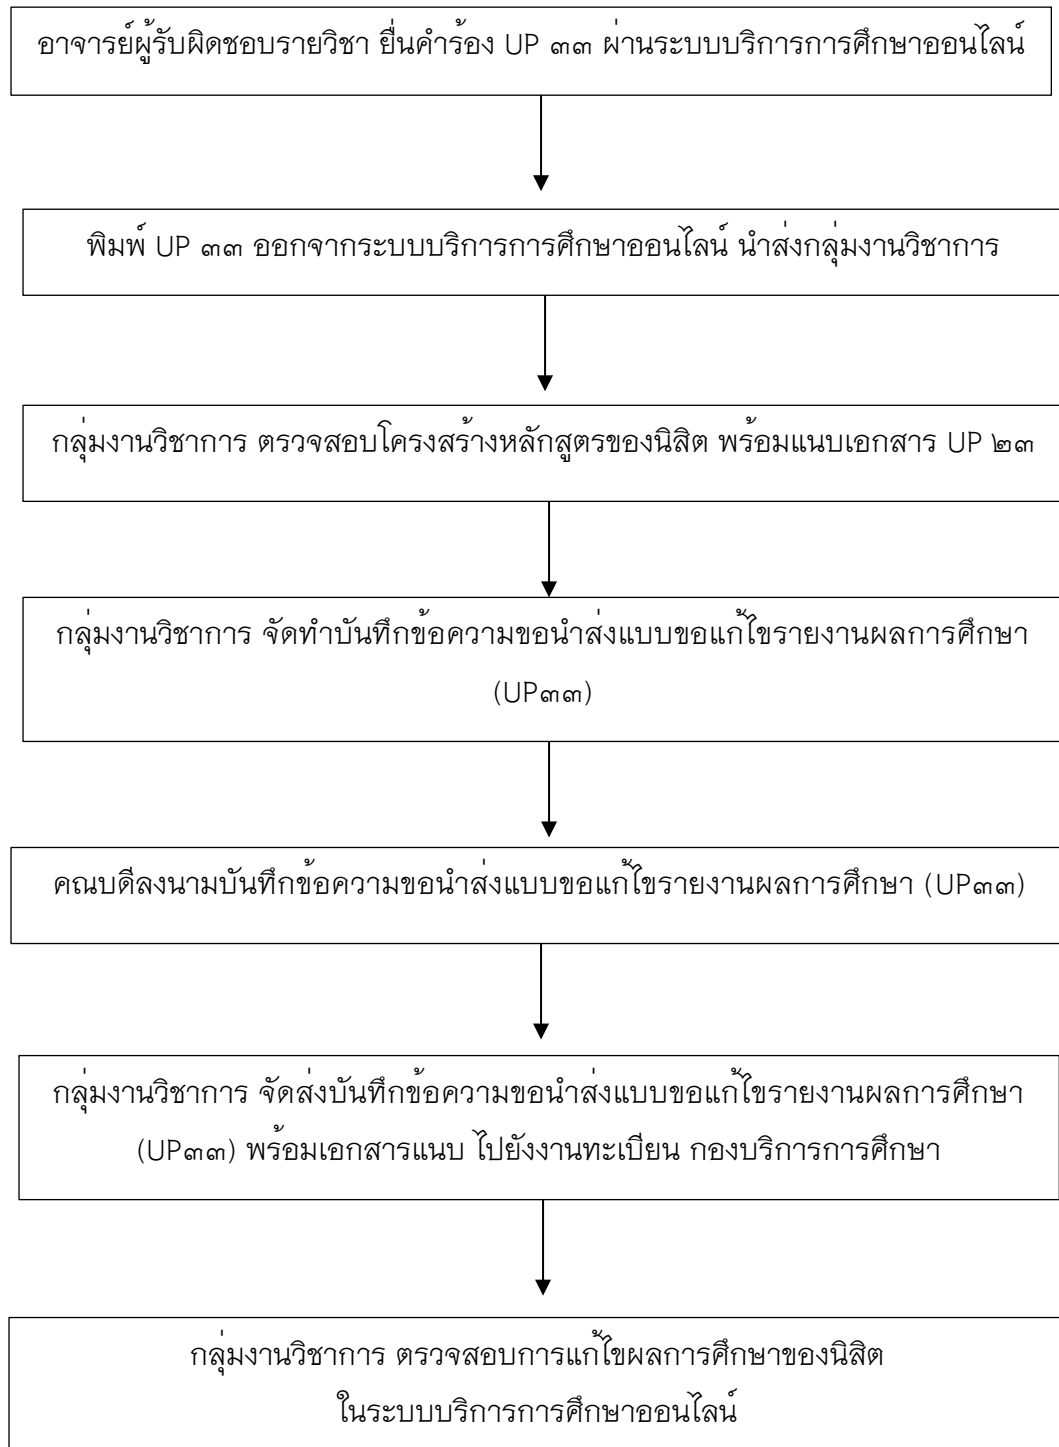 อาจารย์ผู้รับผิดชอบรายวิชา ยื่นคำร้อง UP ๓๓ ผ่านระบบบริการการศึกษาออนไลน์
พิมพ์ UP ๓๓ ออกจากระบบบริการการศึกษาออนไลน์ นำส่งกลุ่มงานวิชาการ
กลุ่มงานวิชาการ ตรวจสอบโครงสร้างหลักสูตรของนิสิต พร้อมแนบเอกสาร UP ๒๓
กลุ่มงานวิชาการ จัดทำบันทึกข้อความขอนำส่งแบบขอแก้ไขรายงานผลการศึกษา
(UP๓๓)
คณบดีลงนามบันทึกข้อความขอนำส่งแบบขอแก้ไขรายงานผลการศึกษา (UP๓๓)
กลุ่มงานวิชาการ จัดส่งบันทึกข้อความขอนำส่งแบบขอแก้ไขรายงานผลการศึกษา
(UP๓๓) พร้อมเอกสารแนบ ไปยังงานทะเบียน กองบริการการศึกษา
กลุ่มงานวิชาการ ตรวจสอบการแก้ไขผลการศึกษาของนิสิต
ในระบบบริการการศึกษาออนไลน์